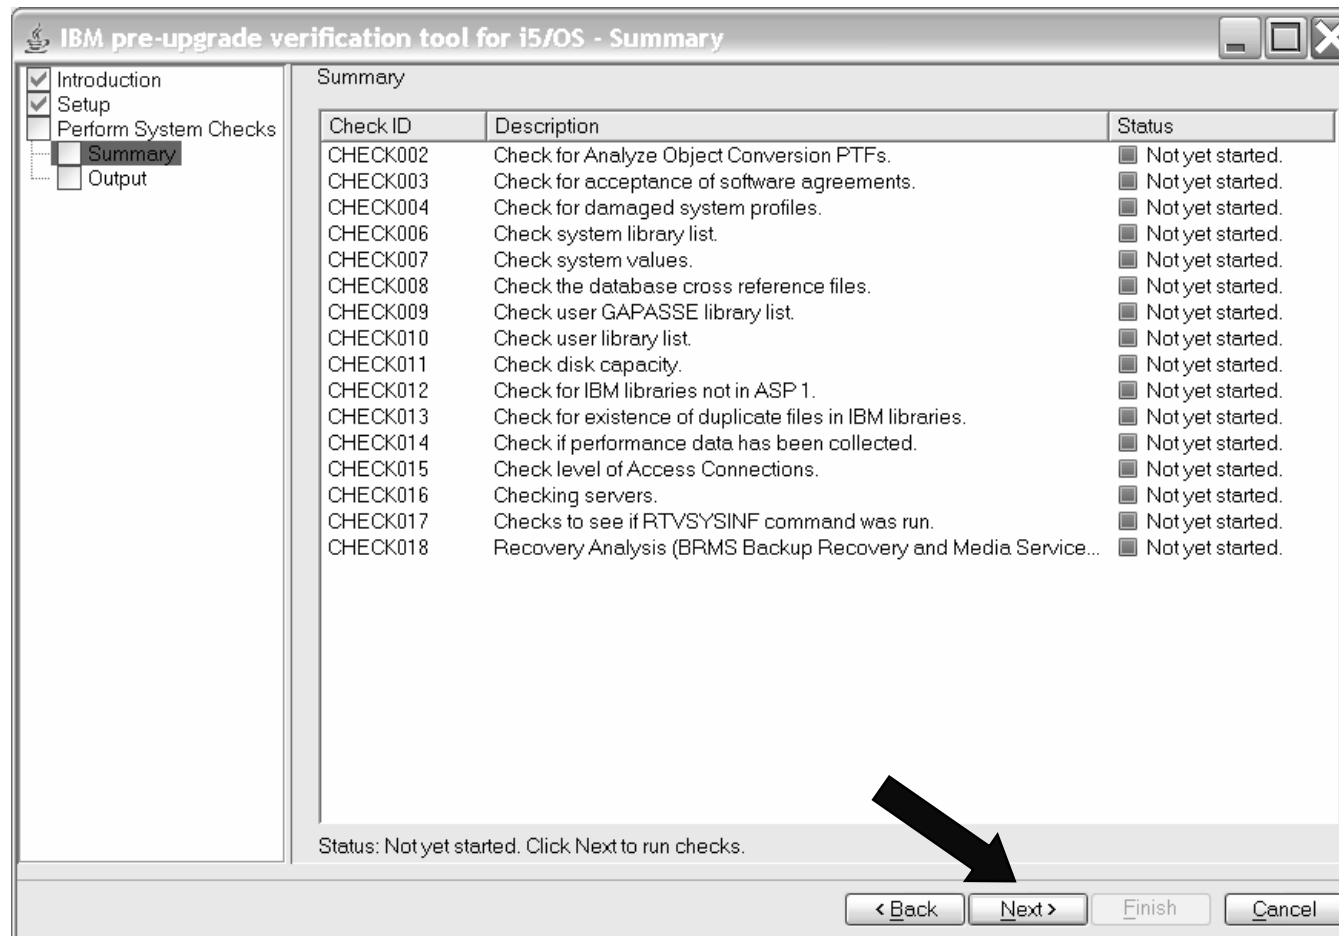 IBM pre-upgrade verification tool for i5/OS - Summary
Introduction
Setup
Perform System Checks
Summary
Output
Summary
Check ID Description Status
CHECK002 Check for Analyze Object Conversion PTFs. Not yet started.
CHECK003 Check for acceptance of software agreements. Not yet started.
CHECK004 Check for damaged system profiles. Not yet started.
CHECK006 Check system library list. Not yet started.
CHECK007 Check system values. Not yet started.
CHECK008 Check the database cross reference files. Not yet started.
CHECK009 Check user GAPASSE library list. Not yet started.
CHECK010 Check user library list. Not yet started.
CHECK011 Check disk capacity. Not yet started.
CHECK012 Check for IBM libraries not in ASP 1. Not yet started.
CHECK013 Check for existence of duplicate files in IBM libraries. Not yet started.
CHECK014 Check if performance data has been collected. Not yet started.
CHECK015 Check level of Access Connections. Not yet started.
CHECK016 Checking servers. Not yet started.
CHECK017 Checks to see if RTVSYSINF command was run. Not yet started.
CHECK018 Recovery Analysis (BRMS Backup Recovery and Media Service... Not yet started.
Status: Not yet started. Click Next to run checks.
< Back Next > Finish Cancel